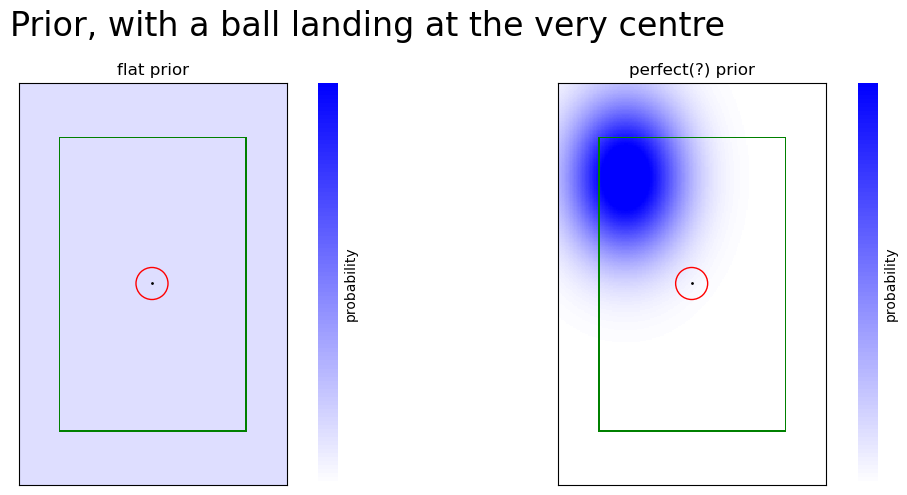 Prior, with a ball landing at the very centre
flat prior
perfect(?) prior
probability
probability